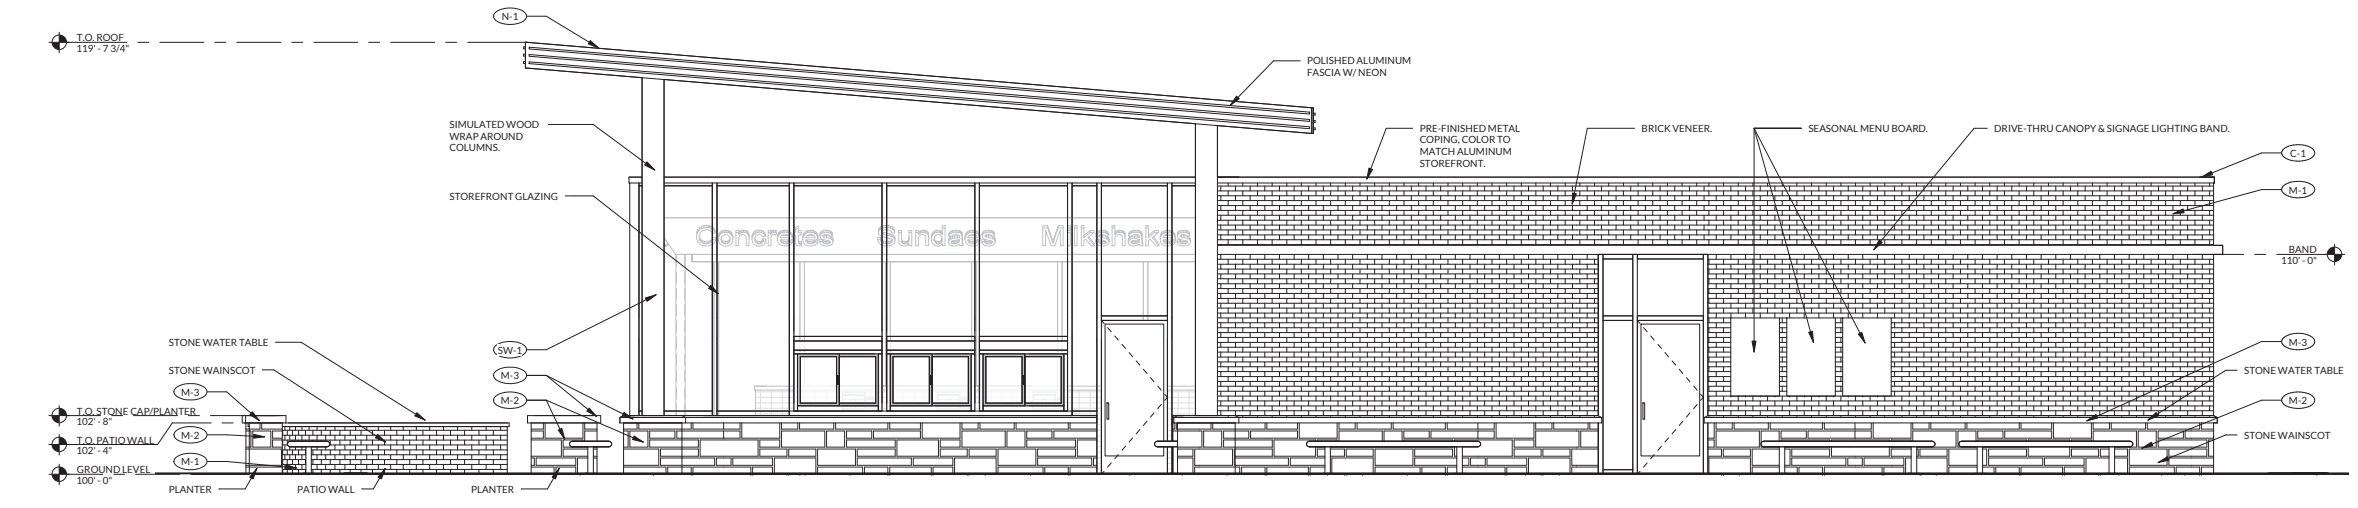 N-1
T.O. ROOF
119' - 7 3/4"
POLISHED ALUMINUM
FASCIA W/ NEON
SIMULATED WOOD
WRAP AROUND
COLUMNS.
PRE-FINISHED METAL
COPING, COLOR TO
MATCH ALUMINUM
STOREFRONT.
BRICK VENEER.
SEASONAL MENU BOARD.
DRIVE-THRU CANOPY & SIGNAGE LIGHTING BAND.
C-1
M-1
STOREFRONT GLAZING
Concretes Sundaes Milkshakes
BAND
110' - 0"
STONE WATER TABLE
SW-1
M-3
STONE WAINSCOT
M-3
STONE WATER TABLE
M-3
M-2
M-2
T.O. STONE CAP/PLANTER
102' - 8"
M-2
STONE WAINSCOT
T.O. PATIO WALL
102' - 4"
M-1
GROUND LEVEL
100' - 0"
PLANTER
PATIO WALL
PLANTER